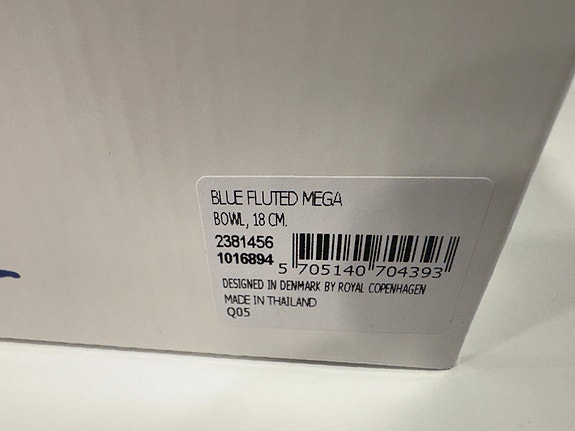 BLUE FLUTED MEGA
BOWL, 18 CM.
2381456
1016894
5 705140 704393
DESIGNED IN DENMARK BY ROYAL COPENHAGEN
MADE IN THAILAND
Q05